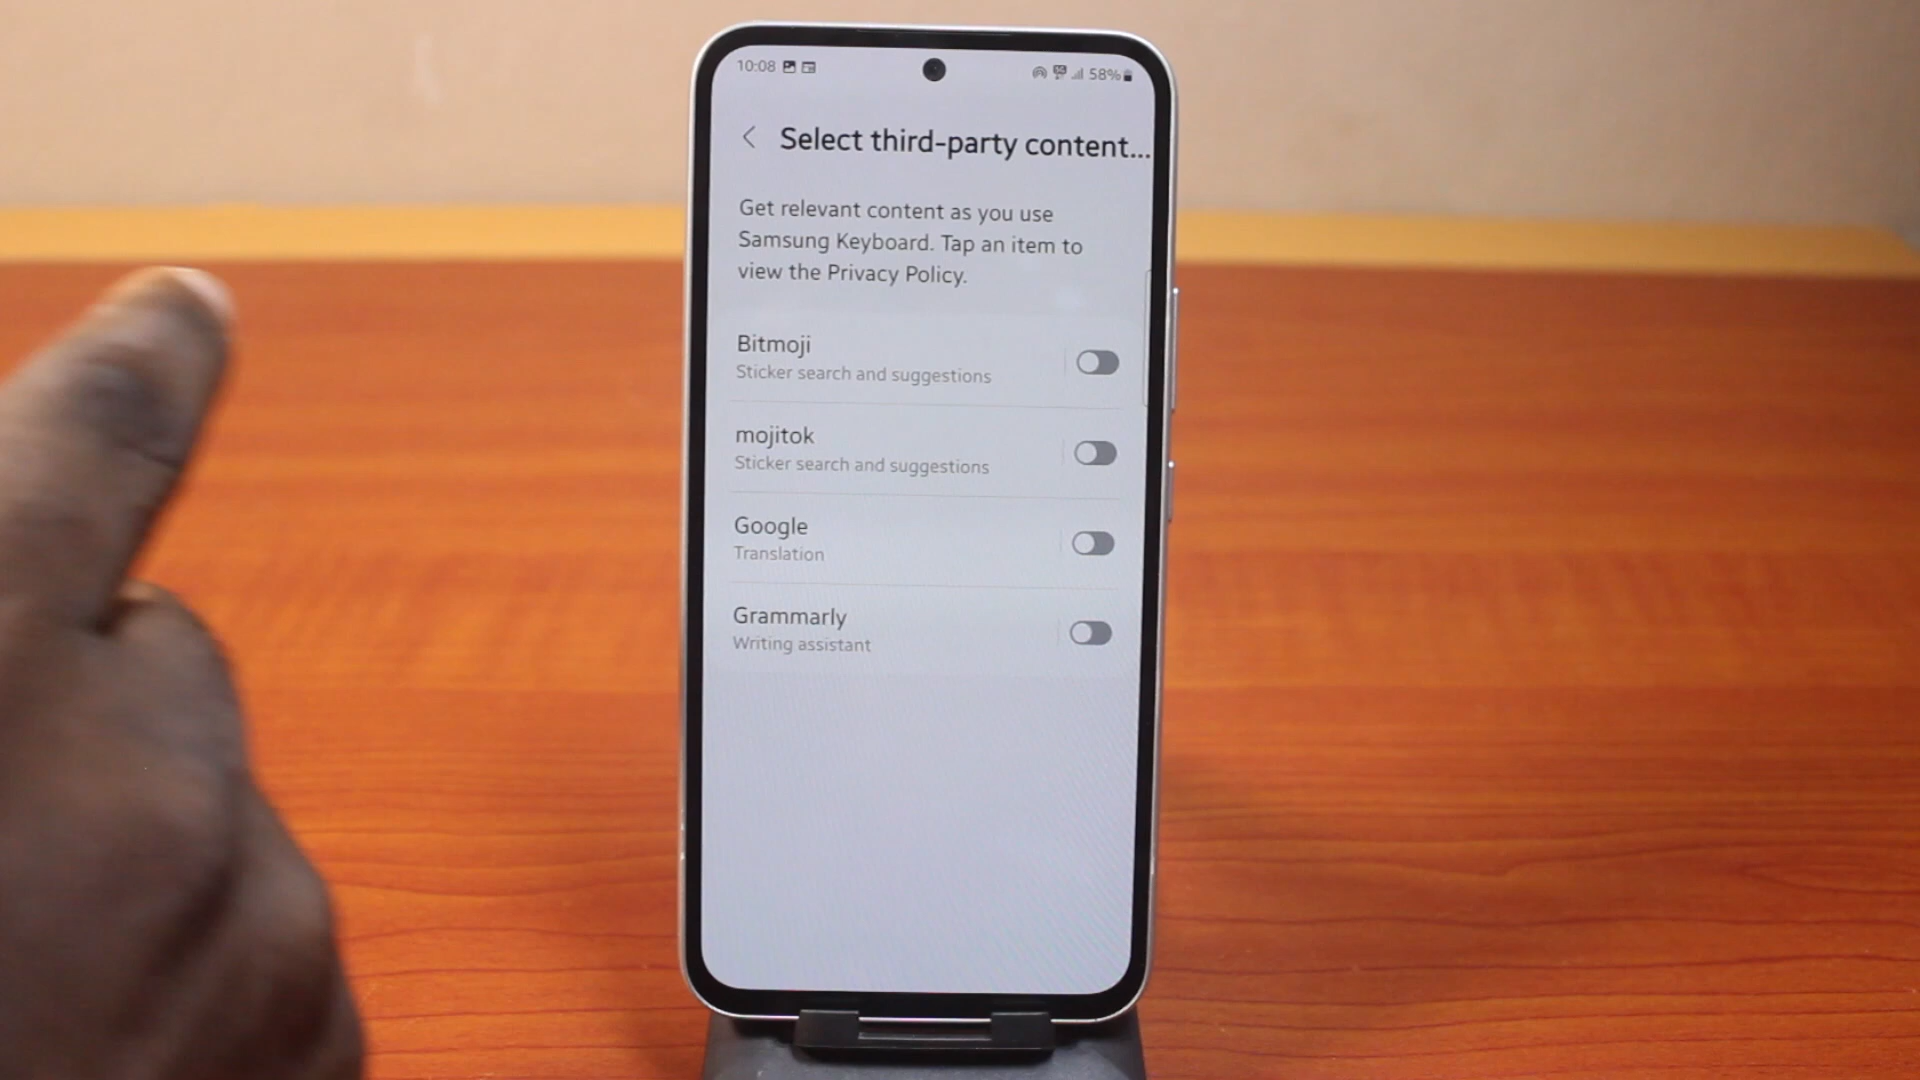 10:08 58%
Select third-party content...
Get relevant content as you use
Samsung Keyboard. Tap an item to
view the Privacy Policy.
Bitmoji
Sticker search and suggestions
mojitok
Sticker search and suggestions
Google
Translation
Grammarly
Writing assistant